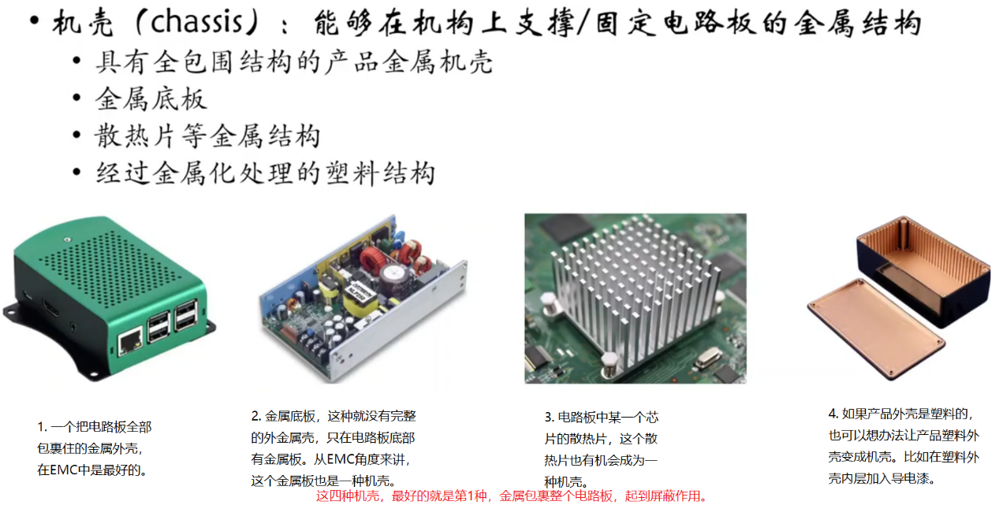 • 机壳（chassis）：能够在机构上支撑/固定电路板的金属结构
• 具有全包围结构的产品金属机壳
• 金属底板
• 散热片等金属结构
• 经过金属化处理的塑料结构
1. 一个把电路板全部
包裹住的金属外壳，
在EMC中是最好的。
2. 金属底板，这种就没有完整
的外金属壳，只在电路板底部
有金属板。从EMC角度来讲，
这个金属板也是一种机壳。
3. 电路板中某一个芯
片的散热片，这个散
热片也有机会成为一
种机壳。
4. 如果产品外壳是塑料的，
也可以想办法让产品塑料外
壳变成机壳。比如在塑料外
壳内层加入导电漆。
这四种机壳，最好的就是第1种，金属包裹整个电路板，起到屏蔽作用。